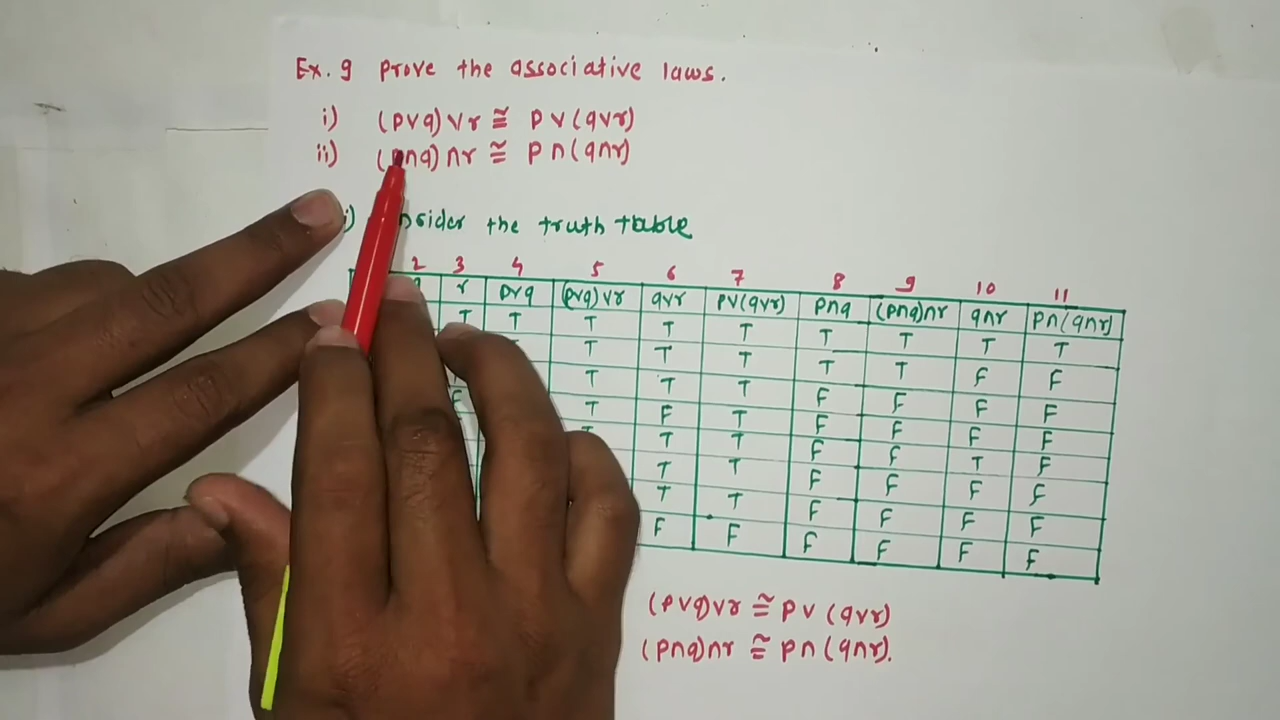 Ex. 9 prove the associative laws.
i) (p∨q)∨r ≅ p∨(q∨r)
ii) (p∩q)∩r ≅ p∩(q∩r)
i) the truth table
2 3 4 5 6 7 8 9 10 11
r p∨q (p∨q)∨r q∨r p∨(q∨r) p∩q (p∩q)∩r q∩r p∩(q∩r)
T T T T T T T T T
T T T T T F F
T T T F F F F
F T F T F F F F
T T F F T F
T T F F F F
T T F F F F
F F F F F F
(p∨q)∨r ≅ p∨(q∨r)
(p∩q)∩r ≅ p∩(q∩r).